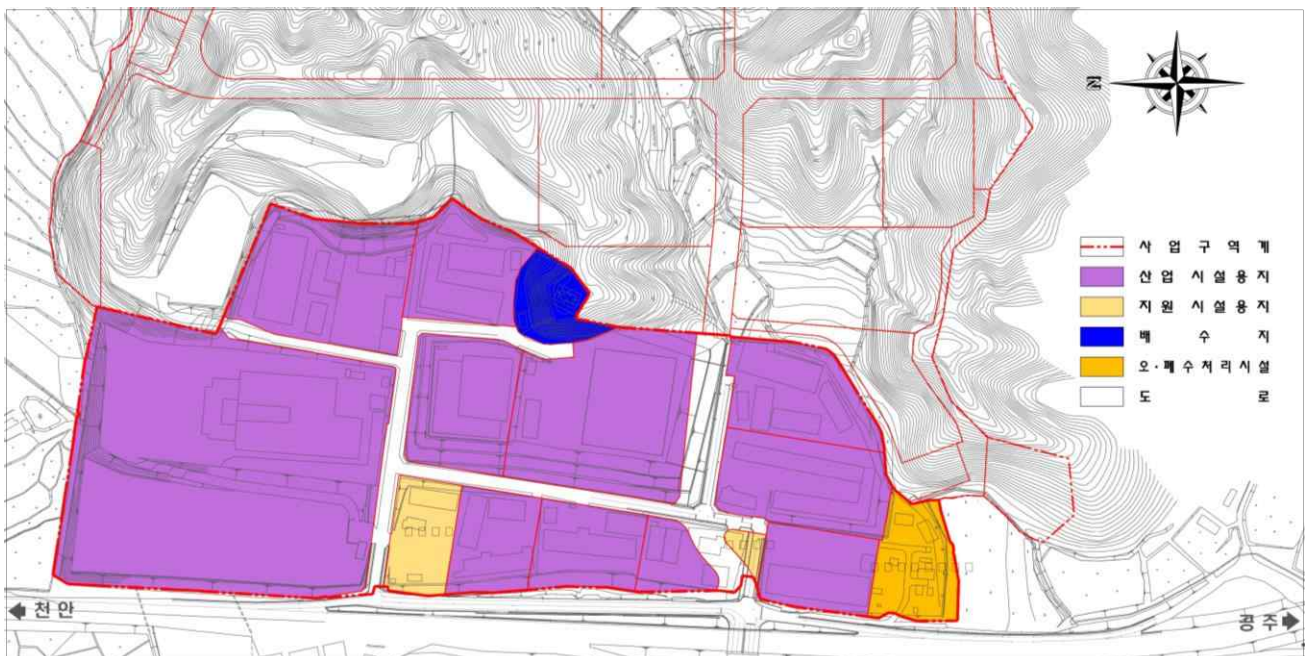 N
사 업 구 역 계
산업 시설용지
지원 시설용지
배 수 지
오·폐수처리시설
도 로
천안
공주